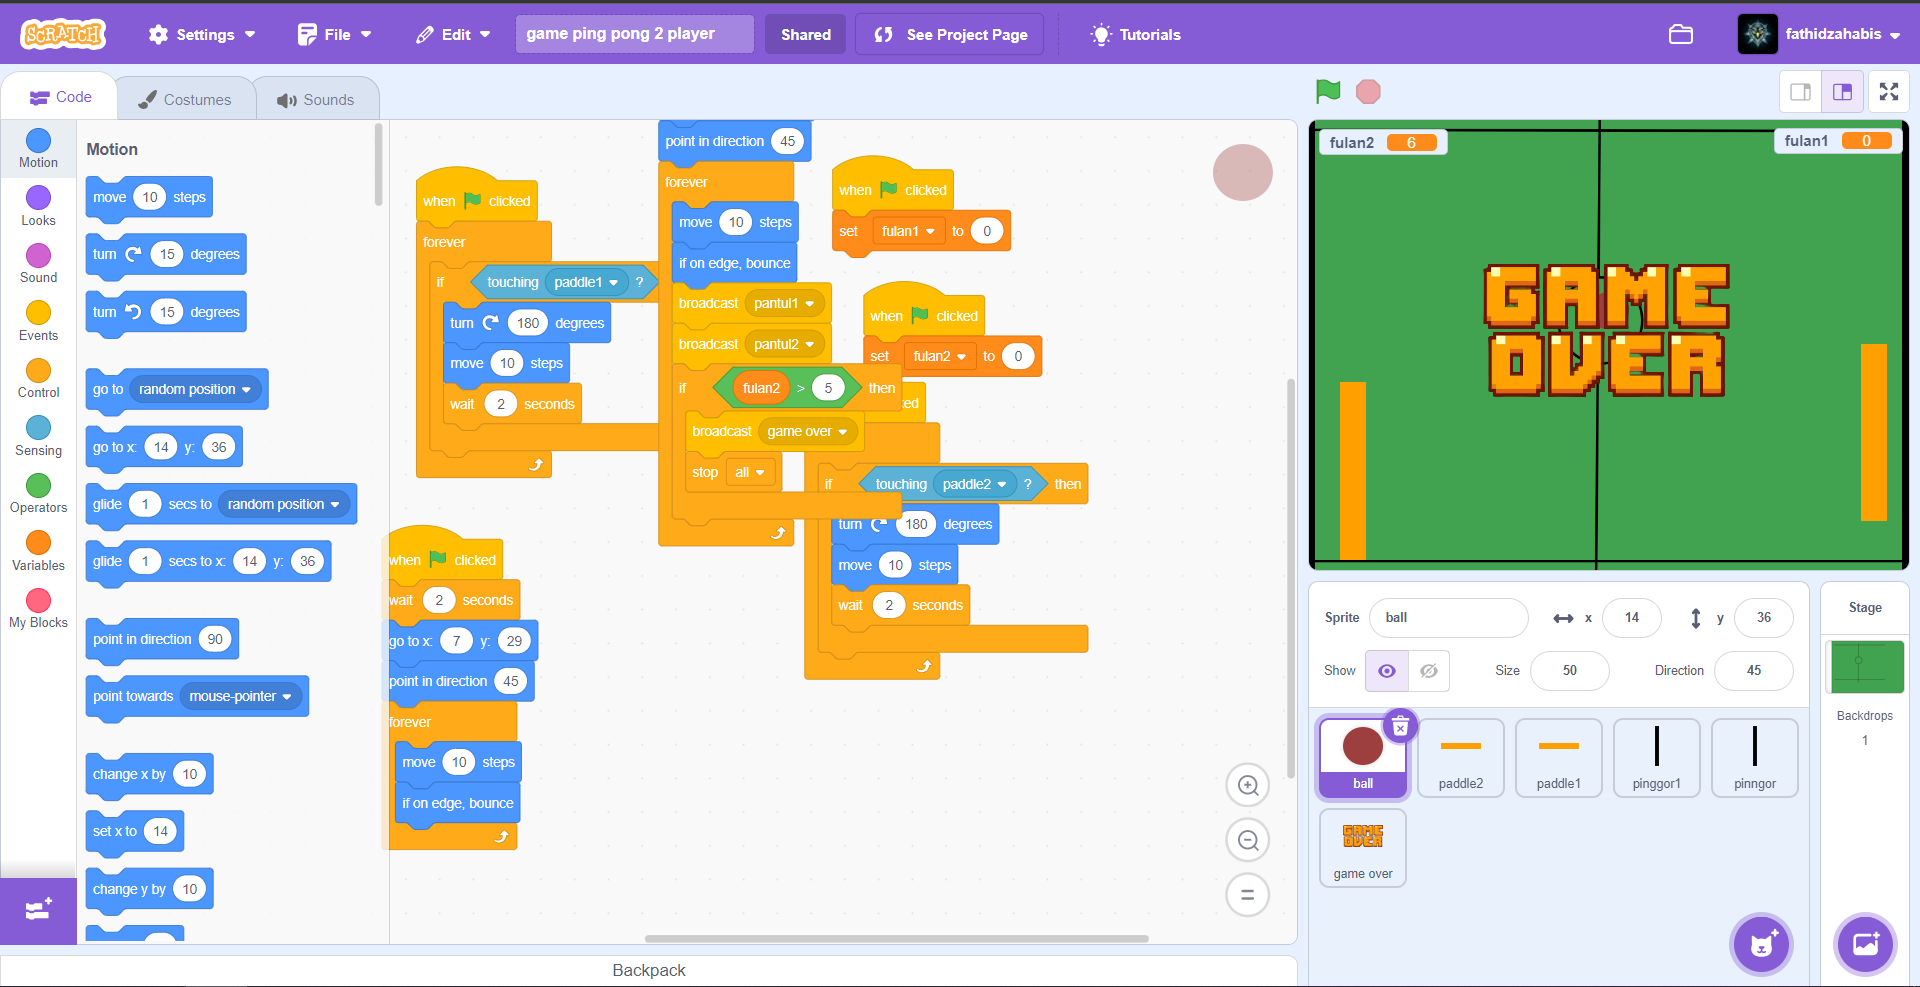 SCRATCH
Settings
File
Edit
game ping pong 2 player
Shared
See Project Page
Tutorials
fathidzahabis
Code
Costumes
Sounds
Motion
Looks
Sound
Events
Control
Sensing
Operators
Variables
My Blocks
Motion
move 10 steps
turn 15 degrees
turn 15 degrees
go to random position
go to x: 14 y: 36
glide 1 secs to random position
glide 1 secs to x: 14 y: 36
point in direction 90
point towards mouse-pointer
change x by 10
set x to 14
change y by 10
when clicked
forever
if touching paddle1 ?
turn 180 degrees
move 10 steps
wait 2 seconds
when clicked
wait 2 seconds
go to x: 7 y: 29
point in direction 45
forever
move 10 steps
if on edge, bounce
point in direction 45
forever
move 10 steps
if on edge, bounce
broadcast pantul1
broadcast pantul2
if fulan2 > 5 then
broadcast game over
stop all
when clicked
set fulan1 to 0
when clicked
set fulan2 to 0
ed
if touching paddle2 ? then
turn 180 degrees
move 10 steps
wait 2 seconds
Backpack
fulan2 6
fulan1 0
GAME
OVER
Sprite ball x 14 y 36
Show Size 50 Direction 45
ball
paddle2
paddle1
pinggor1
pinngor
GAME
OVER
game over
Stage
Backdrops
1